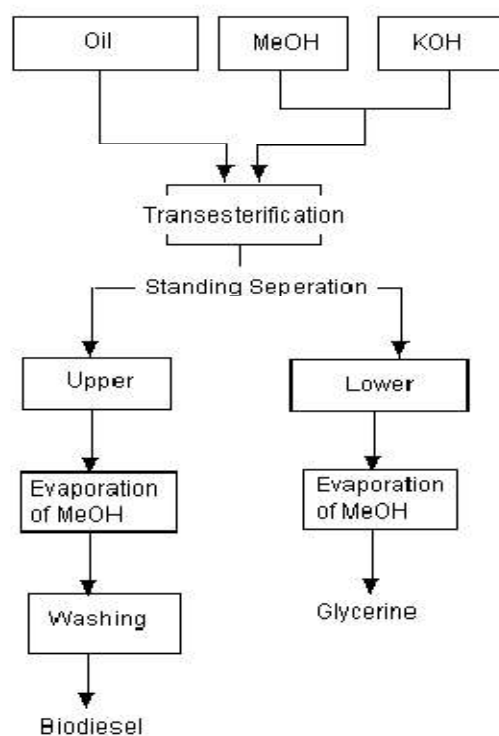 Oil
MeOH
KOH
Transesterification
Standing Seperation
Upper
Lower
Evaporation
of MeOH
Evaporation
of MeOH
Washing
Glycerine
Biodiesel